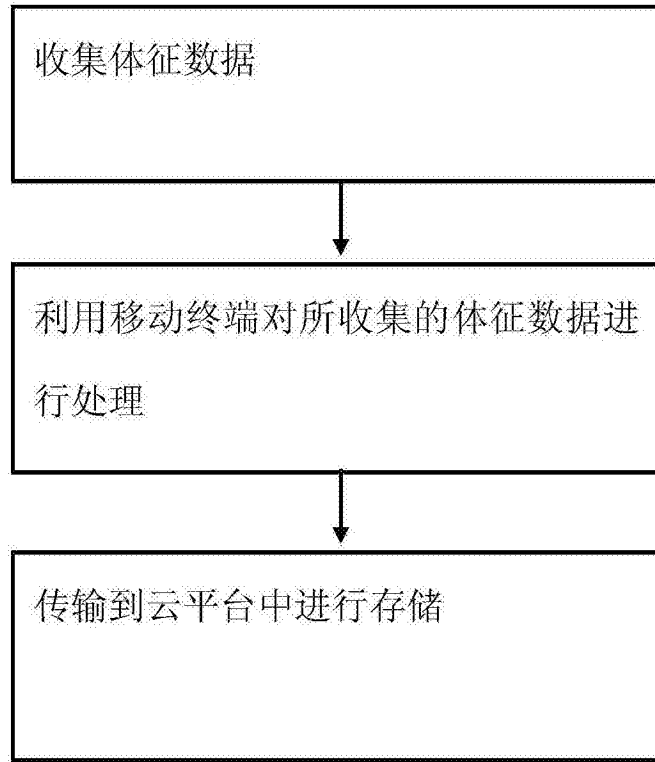 收集体征数据
利用移动终端对所收集的体征数据进
行处理
传输到云平台中进行存储